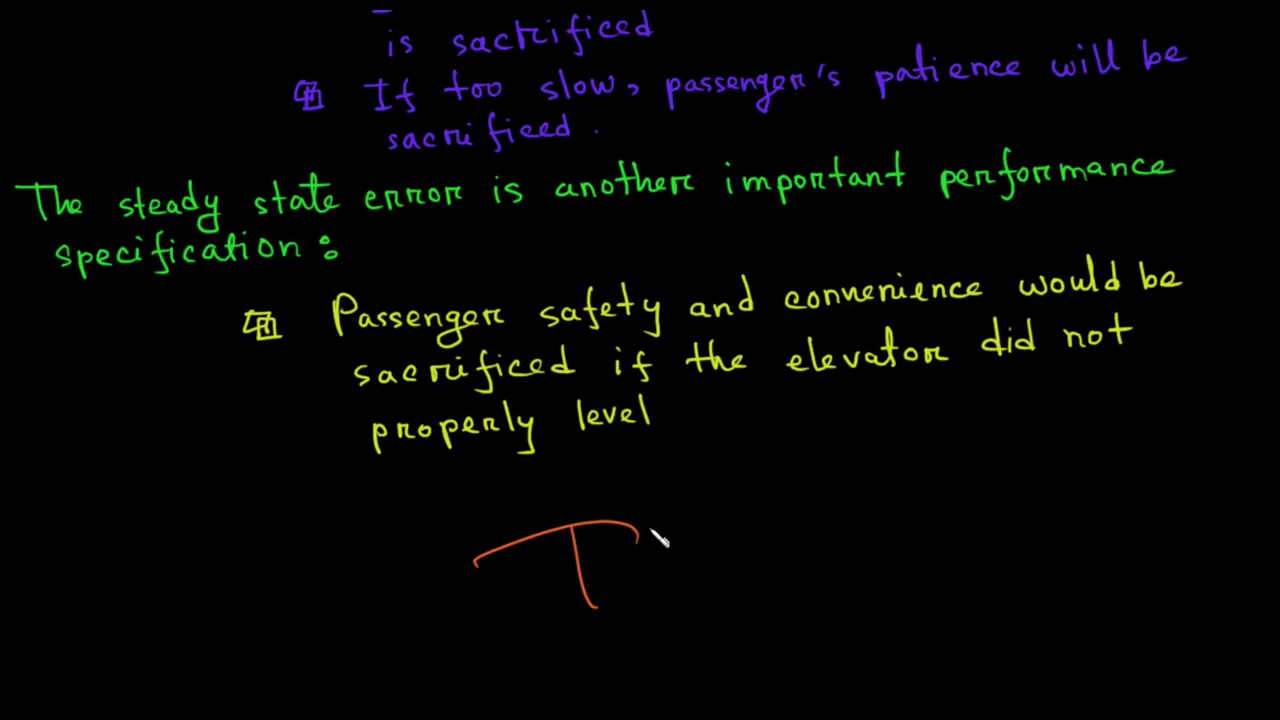 is sacrificed
If too slow, passenger's patience will be
sacrificed.
The steady state error is another important performance
specification:
Passenger safety and convenience would be
sacrificed if the elevator did not
properly level
T